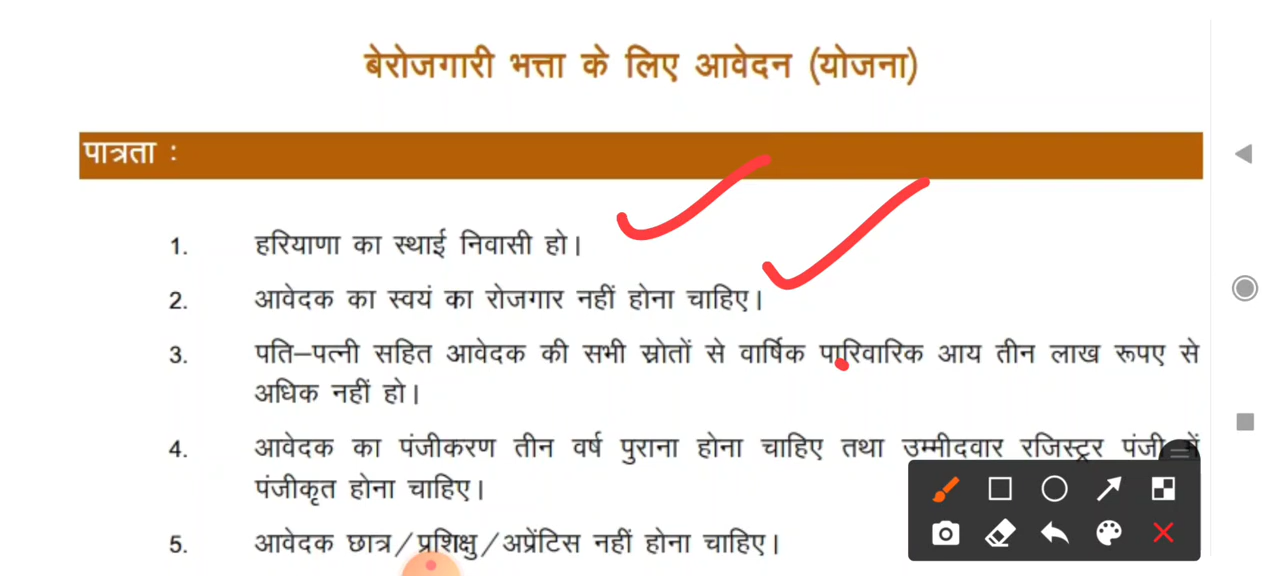 बेरोजगारी भत्ता के लिए आवेदन (योजना)
पात्रता :
1. हरियाणा का स्थाई निवासी हो।
2. आवेदक का स्वयं का रोजगार नहीं होना चाहिए।
3. पति–पत्नी सहित आवेदक की सभी स्रोतों से वार्षिक पारिवारिक आय तीन लाख रूपए से
अधिक नहीं हो।
4. आवेदक का पंजीकरण तीन वर्ष पुराना होना चाहिए तथा उम्मीदवार रजिस्ट्रर पंजी में
पंजीकृत होना चाहिए।
5. आवेदक छात्र/प्रशिक्षु/अप्रेंटिस नहीं होना चाहिए।